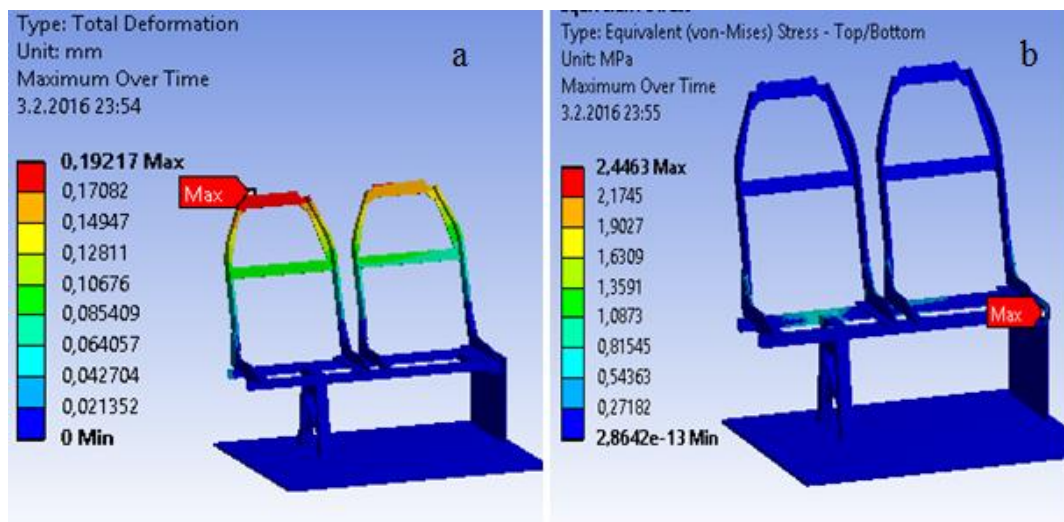 Type: Total Deformation
Unit: mm
Maximum Over Time
3.2.2016 23:54
a
0,19217 Max
0,17082
0,14947
0,12811
0,10676
0,085409
0,064057
0,042704
0,021352
0 Min
Max
Type: Equivalent (von-Mises) Stress - Top/Bottom
Unit: MPa
Maximum Over Time
3.2.2016 23:55
b
2,4463 Max
2,1745
1,9027
1,6309
1,3591
1,0873
0,81545
0,54363
0,27182
2,8642e-13 Min
Max